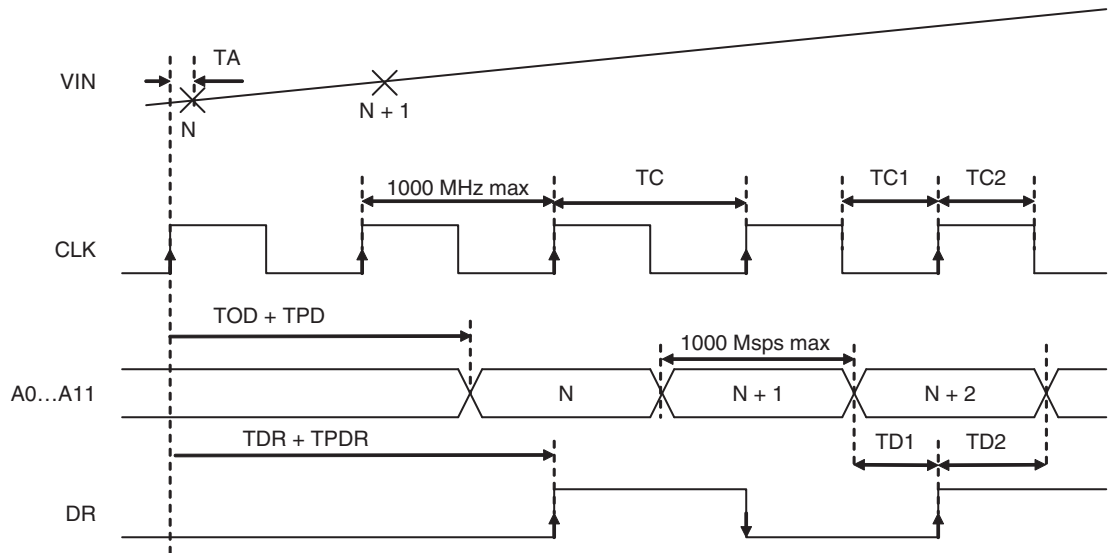 TA
VIN
N
N + 1
1000 MHz max
TC
TC1
TC2
CLK
TOD + TPD
1000 Msps max
A0…A11
N
N + 1
N + 2
TDR + TPDR
TD1
TD2
DR